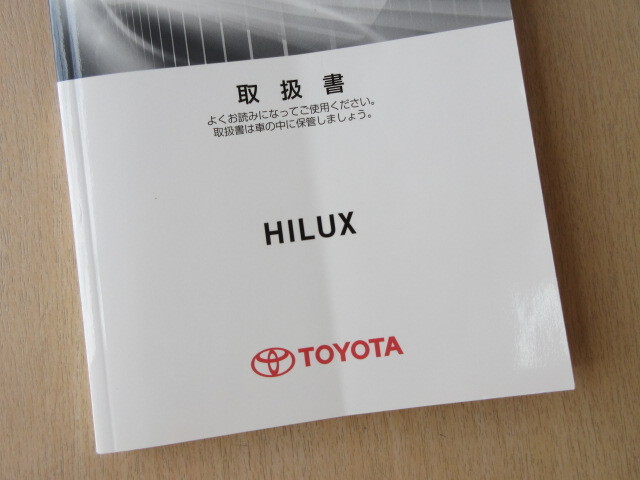 取扱書
よくお読みになってご使用ください。
取扱書は車の中に保管しましょう。
HILUX
TOYOTA